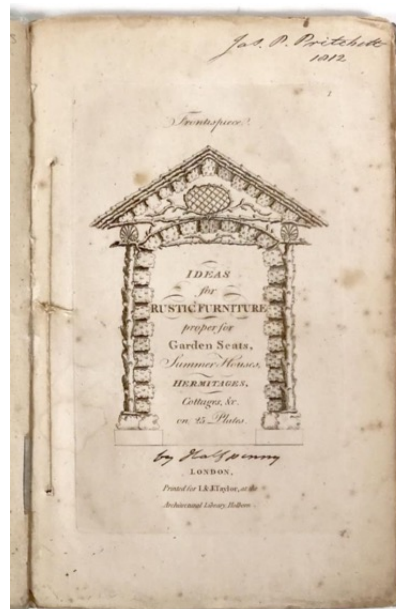 Jas. P. Pritchett
1812
Frontispiece.
IDEAS
for
RUSTIC FURNITURE
proper for
Garden Seats,
Summer Houses,
HERMITAGES,
Cottages, &c.
on 25 Plates.
by Halfpenny
LONDON,
Printed for I. & J. Taylor, at the
Architectural Library, Holborn